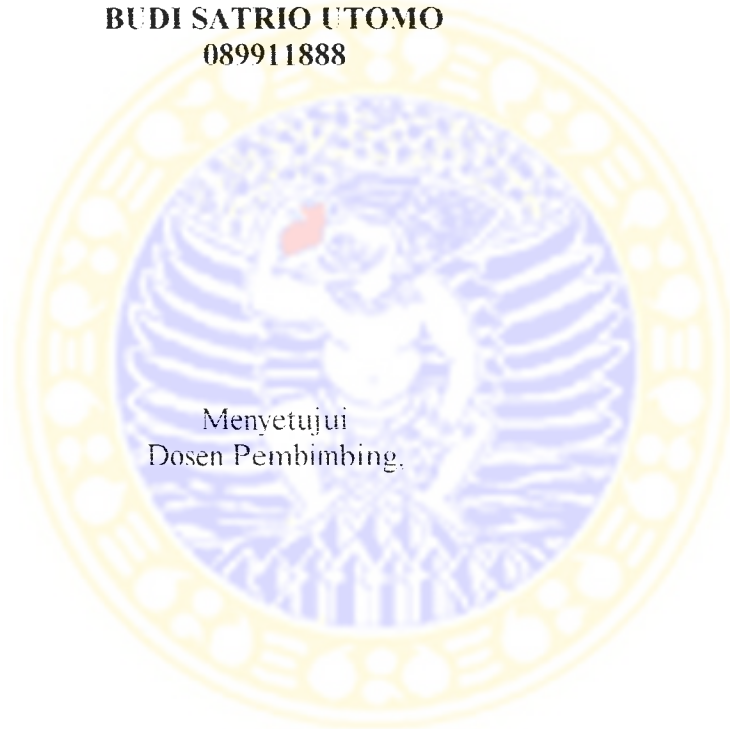 BUDI SATRIO UTOMO
089911888
Menyetujui
Dosen Pembimbing,